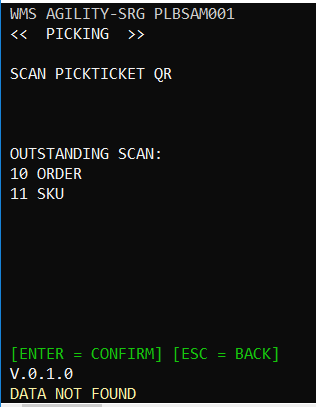 WMS AGILITY-SRG PLBSAM001
<< PICKING >>
SCAN PICKTICKET QR
OUTSTANDING SCAN:
10 ORDER
11 SKU
[ENTER = CONFIRM] [ESC = BACK]
V.0.1.0
DATA NOT FOUND